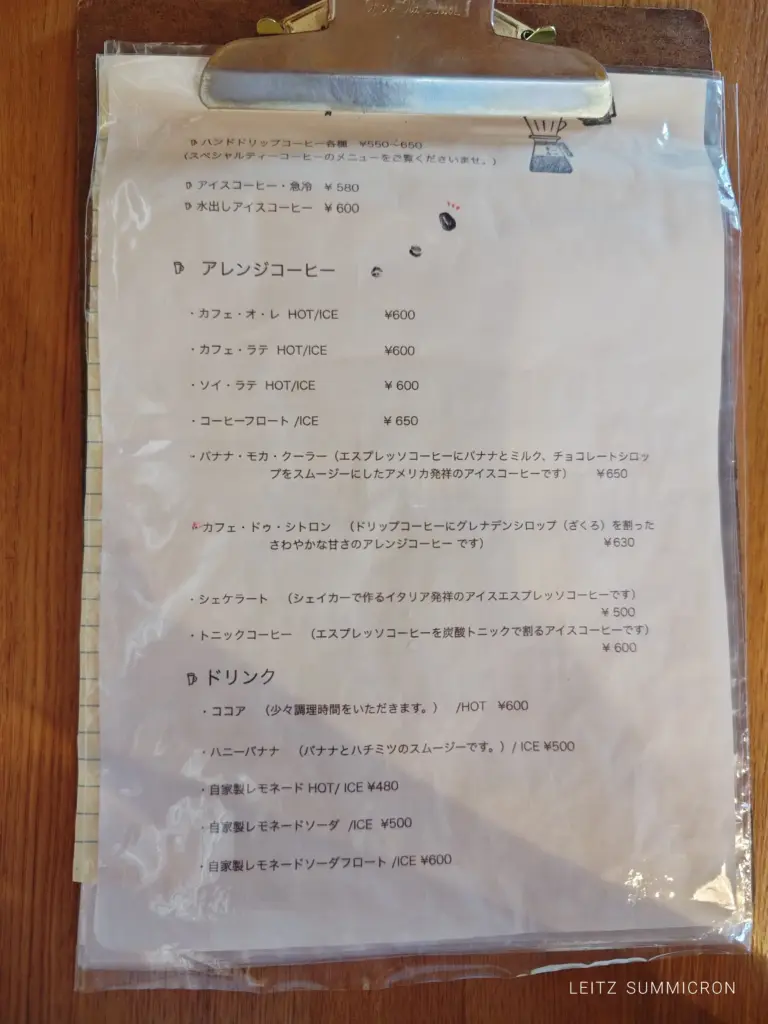 ハンドドリップコーヒー各種 ¥550〜650
(スペシャルティーコーヒーのメニューをご覧くださいませ。)
アイスコーヒー・急冷 ¥ 580
水出しアイスコーヒー ¥ 600
アレンジコーヒー
・カフェ・オ・レ HOT/ICE ¥600
・カフェ・ラテ HOT/ICE ¥600
・ソイ・ラテ HOT/ICE ¥ 600
・コーヒーフロート /ICE ¥ 650
・バナナ・モカ・クーラー（エスプレッソコーヒーにバナナとミルク、チョコレートシロッ
プをスムージーにしたアメリカ発祥のアイスコーヒーです） ¥650
・カフェ・ドゥ・シトロン （ドリップコーヒーにグレナデンシロップ（ざくろ）を割った
さわやかな甘さのアレンジコーヒー です） ¥630
・シェケラート （シェイカーで作るイタリア発祥のアイスエスプレッソコーヒーです）
¥ 500
・トニックコーヒー （エスプレッソコーヒーを炭酸トニックで割るアイスコーヒーです）
¥ 600
ドリンク
・ココア （少々調理時間をいただきます。） /HOT ¥600
・ハニーバナナ （バナナとハチミツのスムージーです。）/ ICE ¥500
・自家製レモネード HOT/ ICE ¥480
・自家製レモネードソーダ /ICE ¥500
・自家製レモネードソーダフロート /ICE ¥600
LEITZ SUMMICRON